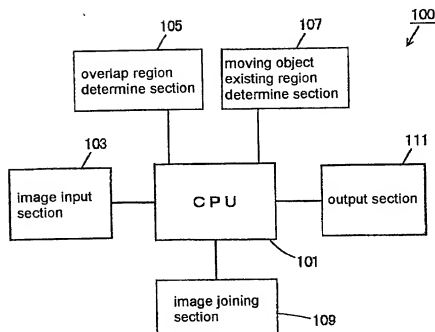 100
105
107
overlap region
determine section
moving object
existing region
determine section
103
111
image input
section
CPU
output section
101
image joining
section
109